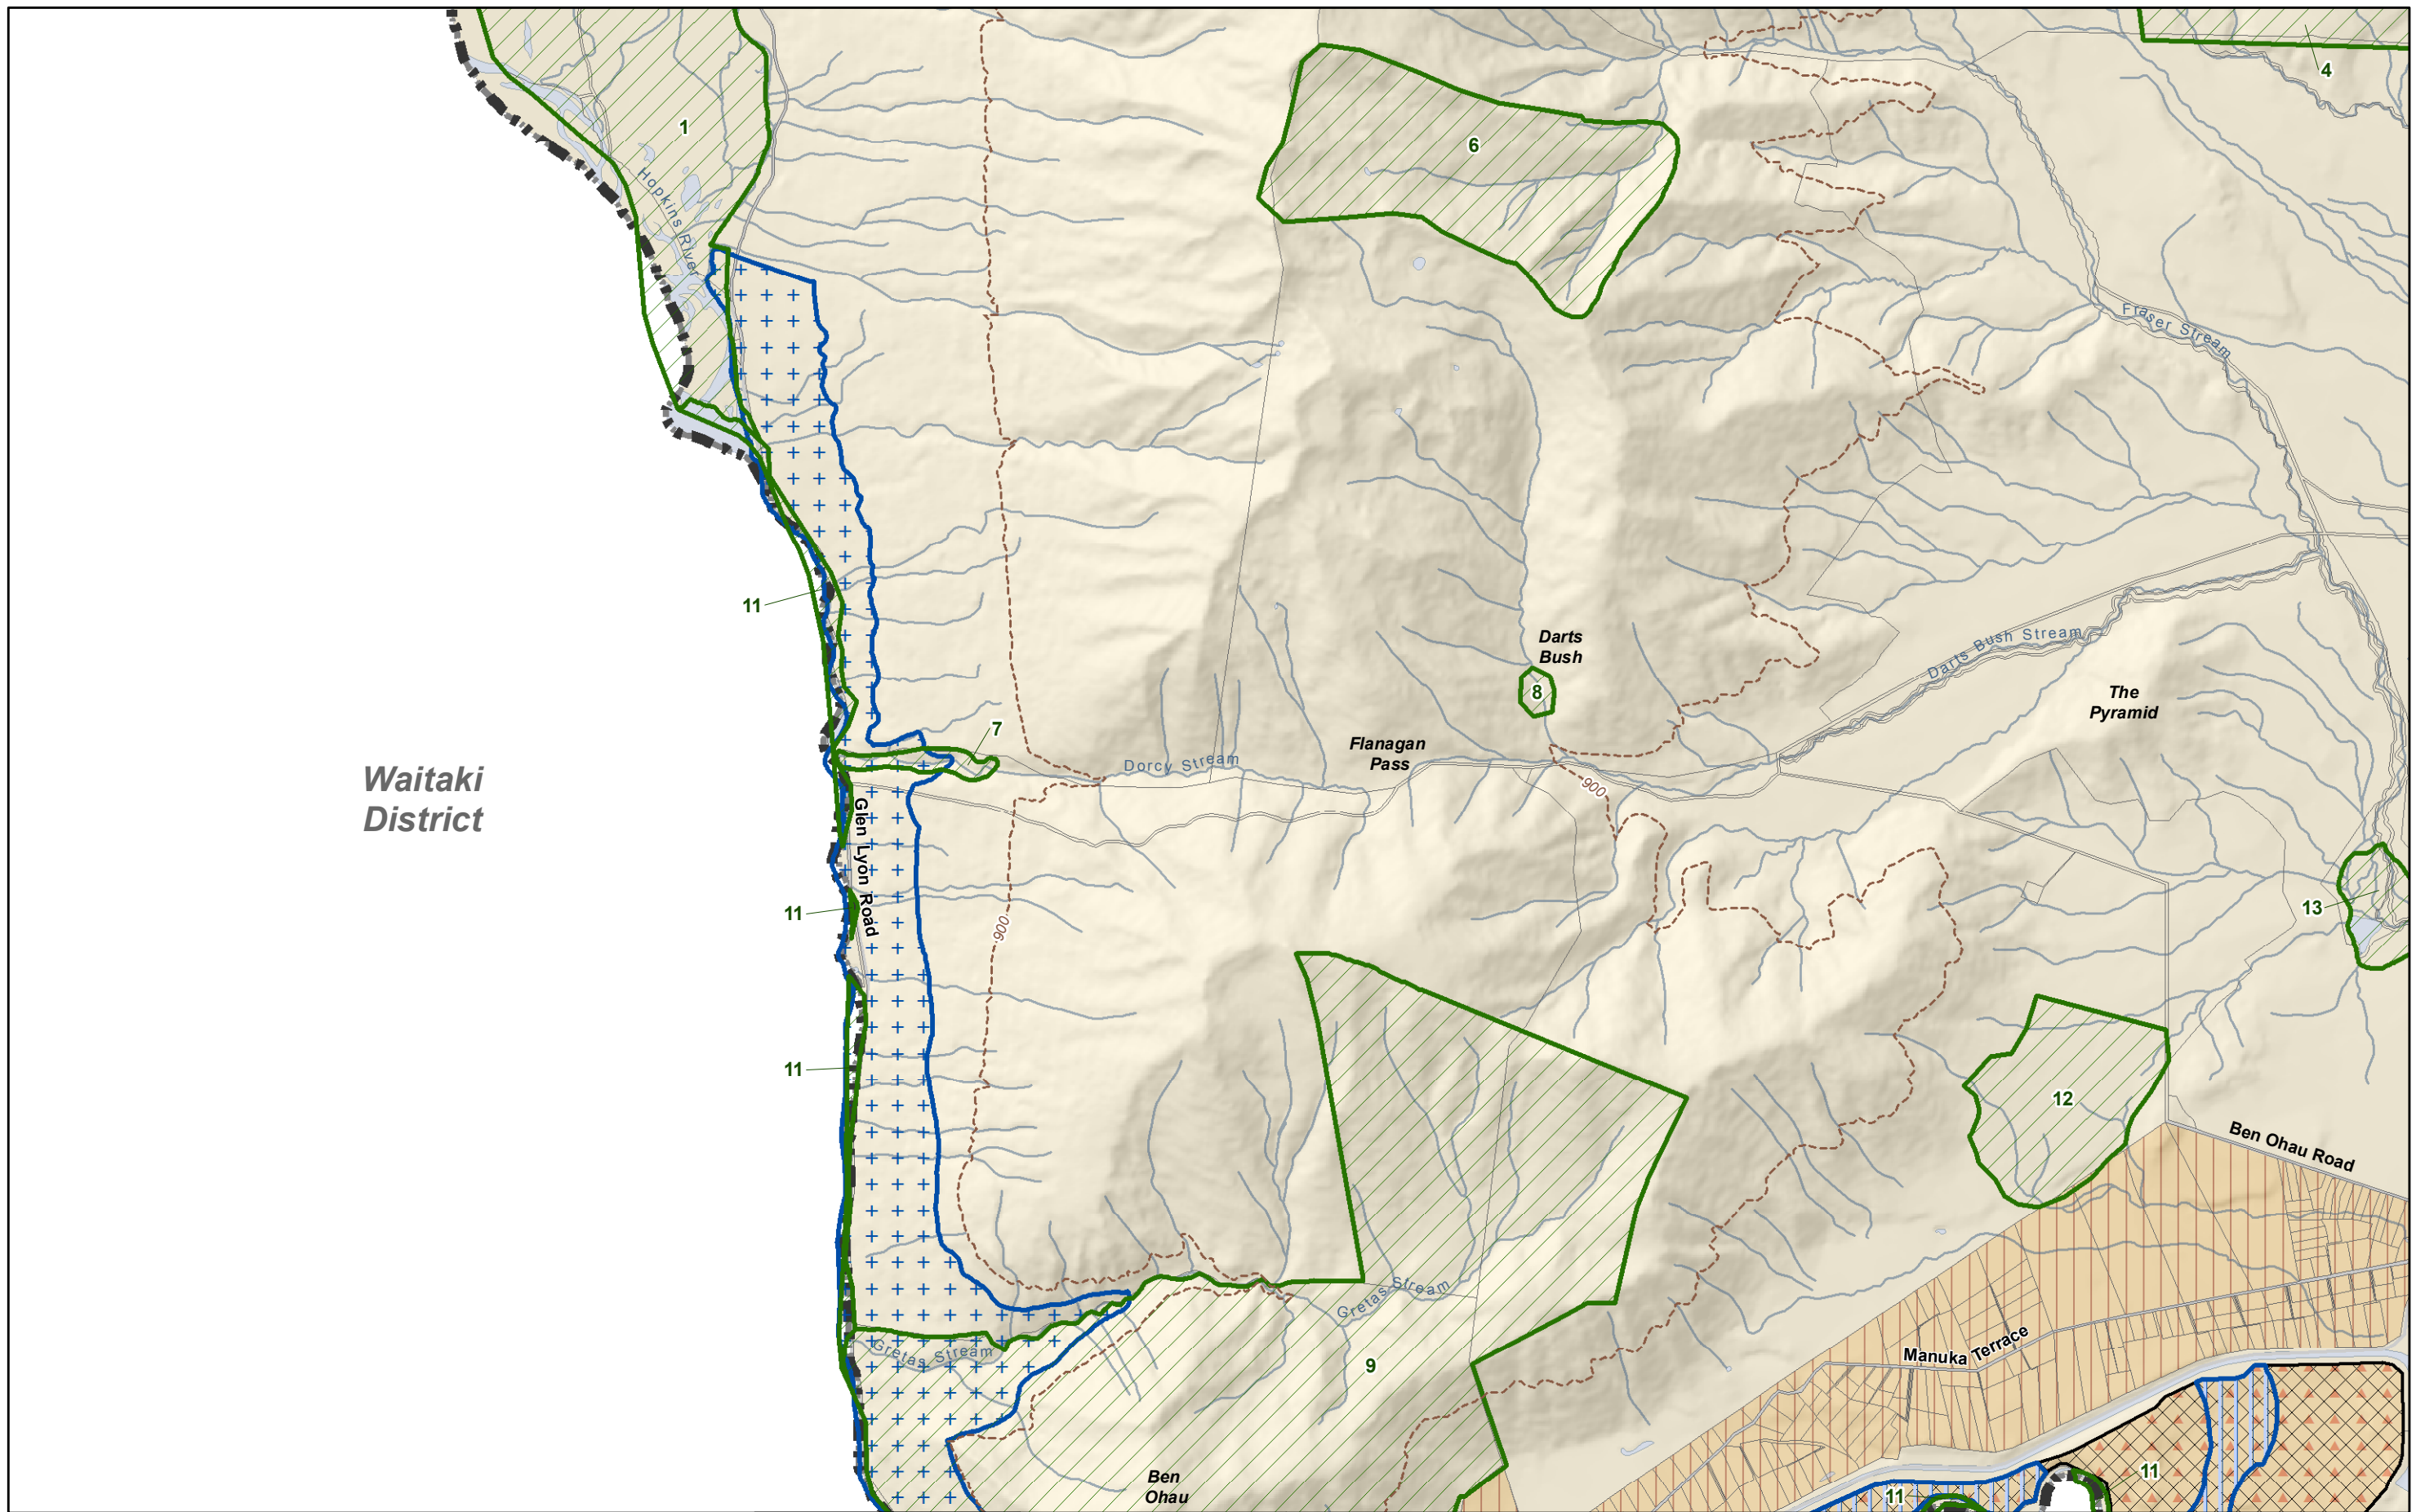 4
1
6
Hopkins River
Fraser Stream
11
Darts
Bush
8
Darts Bush Stream
The
Pyramid
7
Flanagan
Pass
Dorcy Stream
Waitaki
District
900
Glen Lyon Road
11
13
900
11
12
Ben Ohau Road
Gretas Stream
Manuka Terrace
Gretas Stream
9
11
Ben
Ohau
11